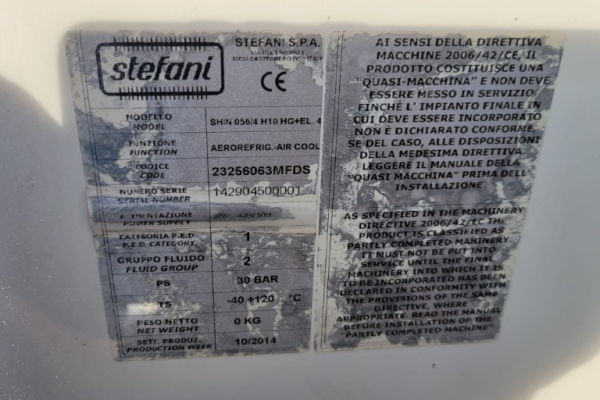 stefani
STEFANI S.P.A.
CE
MODELLO
MODEL
SHIN 056/4 H10 HG+EL. 4
FUNZIONE
FUNCTION
AEROREFRIG.-AIR COOL
CODICE
CODE
23256063MFDS
NUMERO SERIE
SERIAL NUMBER
142904500001
ALIMENTAZIONE
POWER SUPPLY
CATEGORIA P.E.D.
P.E.D. CATEGORY
1
GRUPPO FLUIDO
FLUID GROUP
2
PS
30 BAR
TS
-40 +120 °C
PESO NETTO
NET WEIGHT
0 KG
SETT. PRODUZ.
PRODUCTION WEEK
10/2014
AI SENSI DELLA DIRETTIVA
MACCHINE 2006/42/CE, IL
PRODOTTO COSTITUISCE UNA
"QUASI-MACCHINA" E NON DEVE
ESSERE MESSO IN SERVIZIO
FINCHÉ L' IMPIANTO FINALE IN
CUI DEVE ESSERE INCORPORATO
NON È DICHIARATO CONFORME,
SE DEL CASO, ALLE DISPOSIZIONI
DELLA MEDESIMA DIRETTIVA.
LEGGERE IL MANUALE DELLA
"QUASI MACCHINA" PRIMA DELL
INSTALLAZIONE
AS SPECIFIED IN THE MACHINERY
DIRECTIVE 2006/42/EC THE
PRODUCT IS CLASSIFIED AS
PARTLY COMPLETED MAHINERY
IT MUST NOT BE PUT INTO
SERVICE UNTIL THE FINAL
MACHINERY INTO WHICH IT IS
TO BE INCORPORATED HAS BEEN
DECLARED IN CONFORMITY WITH
THE PROVISIONS OF THE SAME
DIRECTIVE, WHERE
APPROPRIATE. READ THE MANUAL
BEFORE INSTALLATION OF THE
"PARTLY COMPLETED MACHINE"